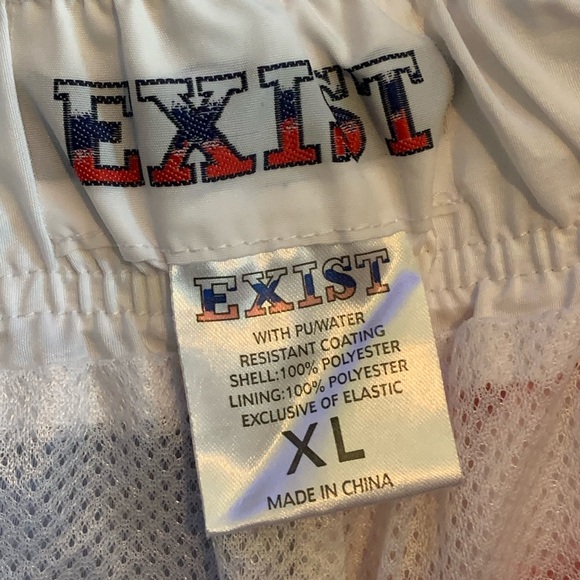 EXIST
EXIST
WITH PU/WATER
RESISTANT COATING
SHELL:100% POLYESTER
LINING:100% POLYESTER
EXCLUSIVE OF ELASTIC
XL
MADE IN CHINA